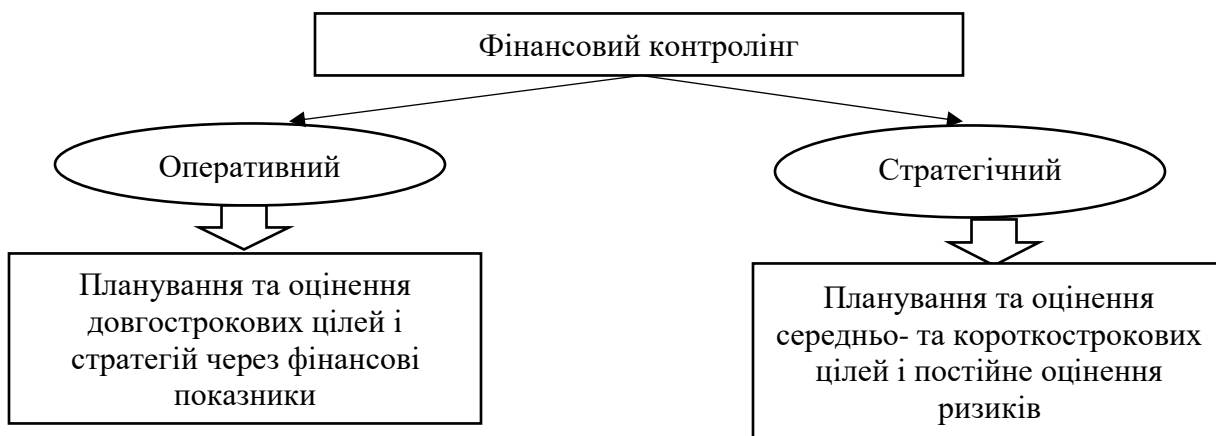 Фінансовий контролінг
Оперативний
Стратегічний
Планування та оцінення
довгострокових цілей і
стратегій через фінансові
показники
Планування та оцінення
середньо- та короткострокових
цілей і постійне оцінення
ризиків